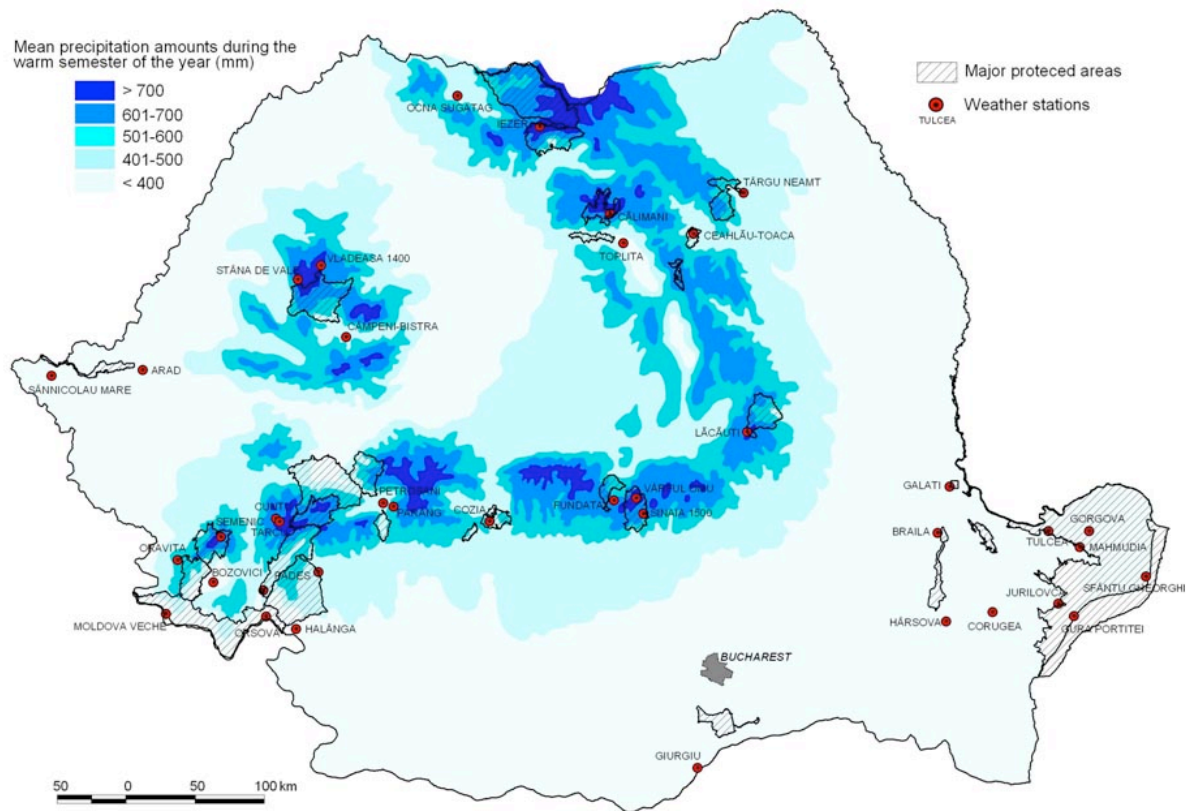 Mean precipitation amounts during the
warm semester of the year (mm)
> 700
601-700
501-600
401-500
< 400
Major proteced areas
Weather stations
TULCEA
OCNA SUGATAG
IEZER
TÂRGU NEAMT
CĂLIMANI
CEAHLĂU-TOACA
TOPLITA
VLADEASA 1400
STÂNA DE VALE
CÂMPENI-BISTRA
ARAD
SÂNNICOLAU MARE
LĂCĂUTI
GALATI
PETROSANI
PARÂNG
COZIA
FUNDATA
VÂRFUL OMU
SINAIA 1500
CUNTU
SEMENIC
TARCU
ORAVITA
BOZOVICI
PADES
MOLDOVA VECHE
ORSOVA
HALÂNGA
BRAILA
GORGOVA
TULCEA
MAHMUDIA
SFÂNTU GHEORGHE
JURILOVCA
HÂRSOVA
CORUGEA
GURA PORTITEI
BUCHAREST
GIURGIU
50 0 50 100 km